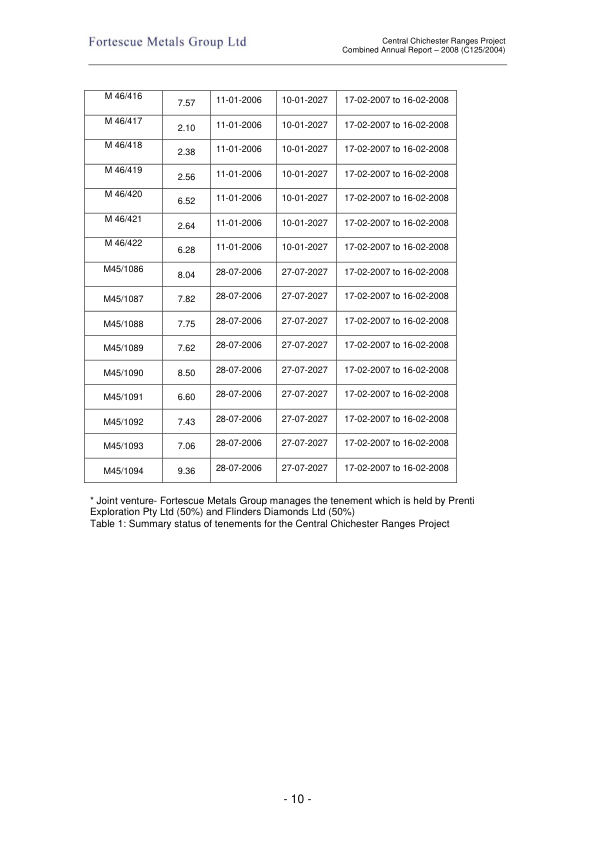 Fortescue Metals Group Ltd
Central Chichester Ranges Project
Combined Annual Report – 2008 (C125/2004)
M 46/416 7.57 11-01-2006 10-01-2027 17-02-2007 to 16-02-2008
M 46/417 2.10 11-01-2006 10-01-2027 17-02-2007 to 16-02-2008
M 46/418 2.38 11-01-2006 10-01-2027 17-02-2007 to 16-02-2008
M 46/419 2.56 11-01-2006 10-01-2027 17-02-2007 to 16-02-2008
M 46/420 6.52 11-01-2006 10-01-2027 17-02-2007 to 16-02-2008
M 46/421 2.64 11-01-2006 10-01-2027 17-02-2007 to 16-02-2008
M 46/422 6.28 11-01-2006 10-01-2027 17-02-2007 to 16-02-2008
M45/1086 8.04 28-07-2006 27-07-2027 17-02-2007 to 16-02-2008
M45/1087 7.82 28-07-2006 27-07-2027 17-02-2007 to 16-02-2008
M45/1088 7.75 28-07-2006 27-07-2027 17-02-2007 to 16-02-2008
M45/1089 7.62 28-07-2006 27-07-2027 17-02-2007 to 16-02-2008
M45/1090 8.50 28-07-2006 27-07-2027 17-02-2007 to 16-02-2008
M45/1091 6.60 28-07-2006 27-07-2027 17-02-2007 to 16-02-2008
M45/1092 7.43 28-07-2006 27-07-2027 17-02-2007 to 16-02-2008
M45/1093 7.06 28-07-2006 27-07-2027 17-02-2007 to 16-02-2008
M45/1094 9.36 28-07-2006 27-07-2027 17-02-2007 to 16-02-2008
* Joint venture- Fortescue Metals Group manages the tenement which is held by Prenti
Exploration Pty Ltd (50%) and Flinders Diamonds Ltd (50%)
Table 1: Summary status of tenements for the Central Chichester Ranges Project
- 10 -